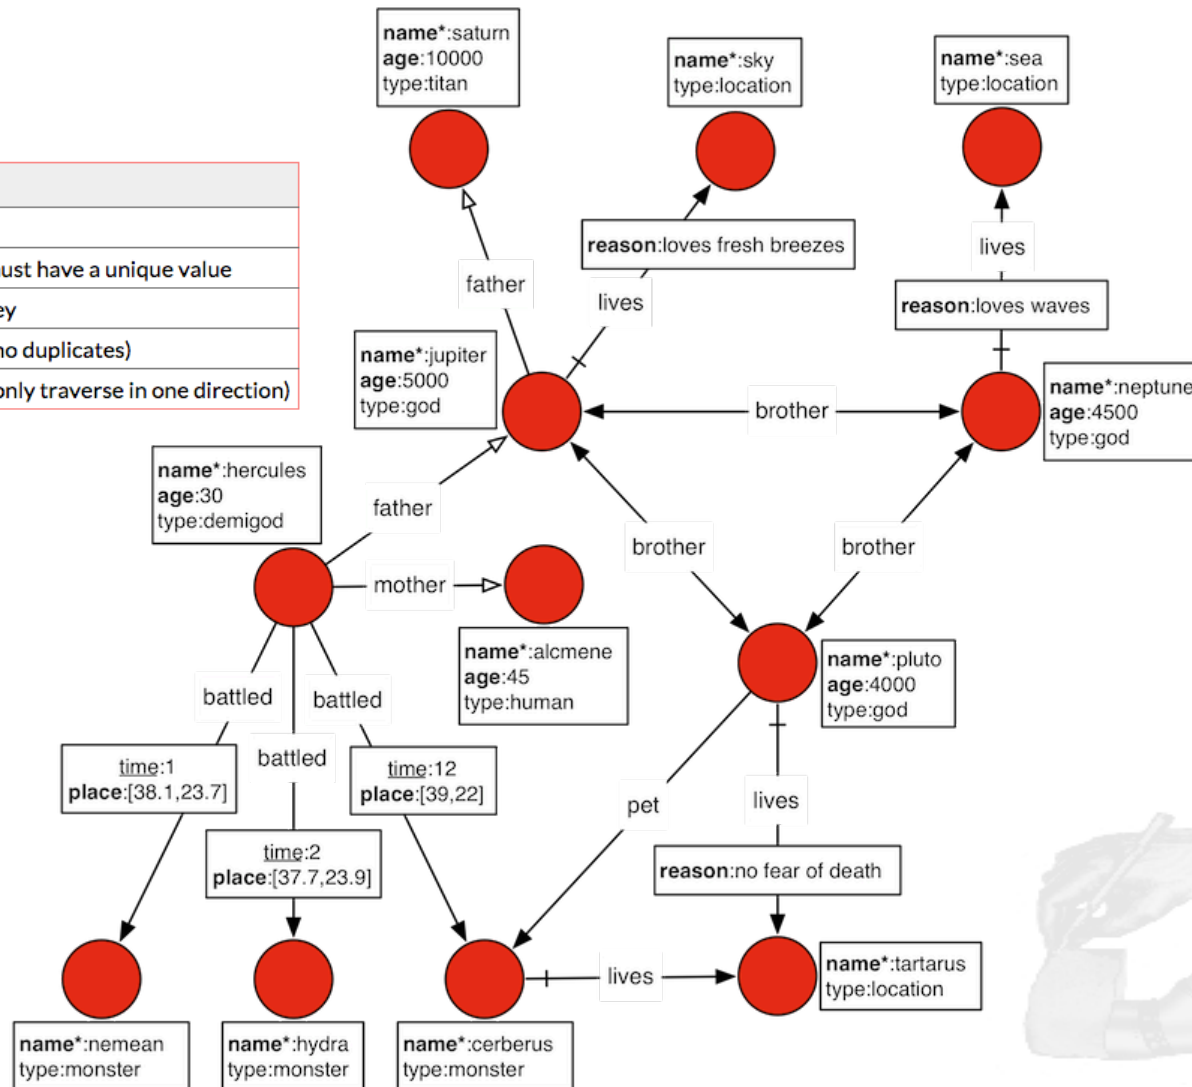 name*:saturn
age:10000
type:titan
name*:sky
type:location
name*:sea
type:location
must have a unique value
no duplicates)
only traverse in one direction)
father
reason:loves fresh breezes
lives
lives
reason:loves waves
name*:jupiter
age:5000
type:god
brother
name*:neptune
age:4500
type:god
name*:hercules
age:30
type:demigod
father
brother
brother
mother
name*:alcmene
age:45
type:human
name*:pluto
age:4000
type:god
battled
battled
battled
time:1
place:[38.1,23.7]
time:12
place:[39,22]
time:2
place:[37.7,23.9]
pet
lives
reason:no fear of death
lives
name*:tartarus
type:location
name*:nemean
type:monster
name*:hydra
type:monster
name*:cerberus
type:monster